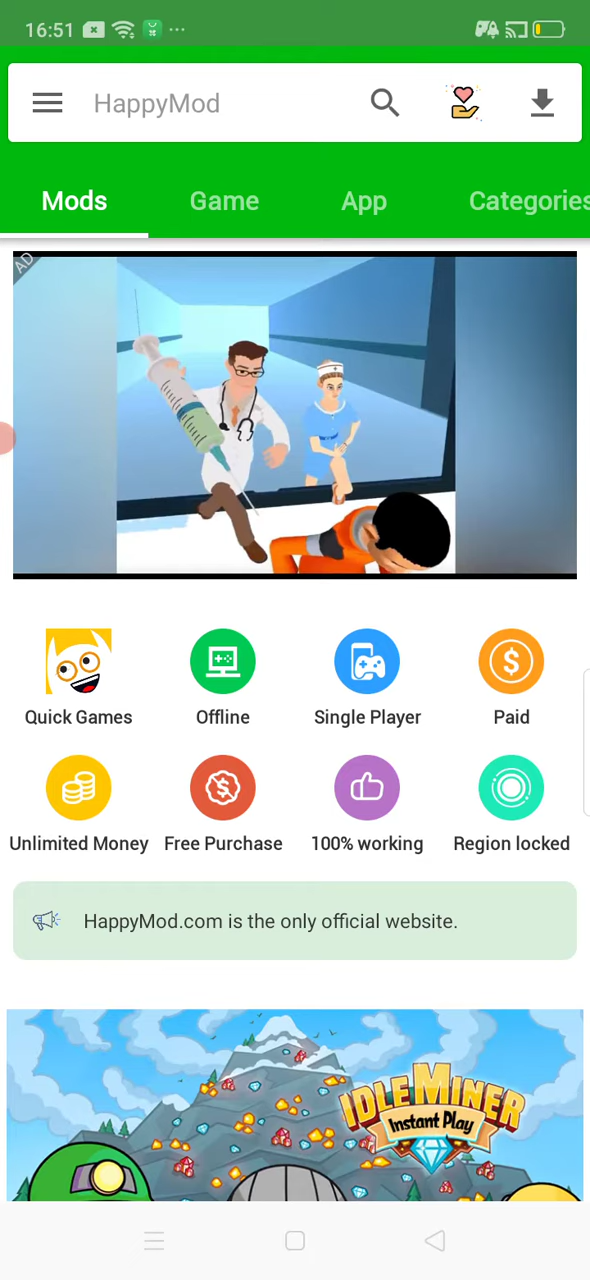 16:51
HappyMod
Mods Game App Categories
AD
Quick Games Offline Single Player Paid
Unlimited Money Free Purchase 100% working Region locked
HappyMod.com is the only official website.
IDLE MINER
Instant Play